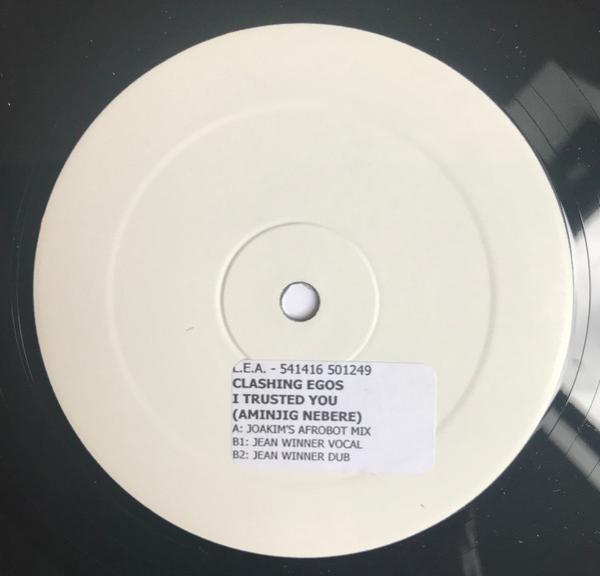 L.E.A. - 541416 501249
CLASHING EGOS
I TRUSTED YOU
(AMINJIG NEBERE)
A: JOAKIM'S AFROBOT MIX
B1: JEAN WINNER VOCAL
B2: JEAN WINNER DUB